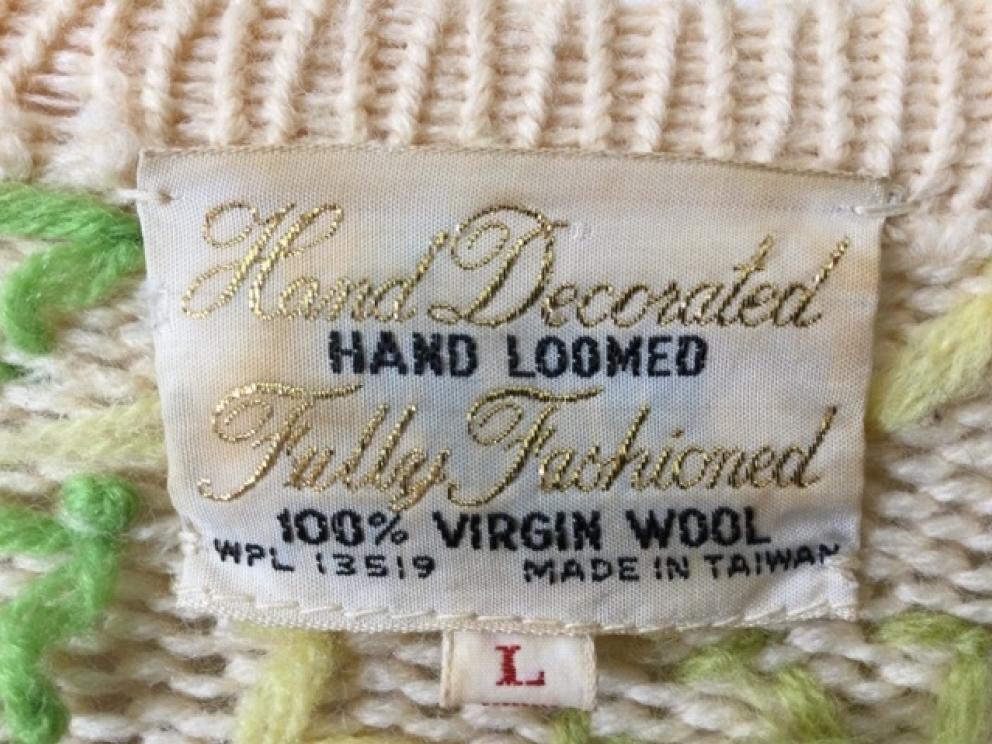 Hand Decorated
HAND LOOMED
Fully Fashioned
100% VIRGIN WOOL
WPL 13519 MADE IN TAIWAN
L